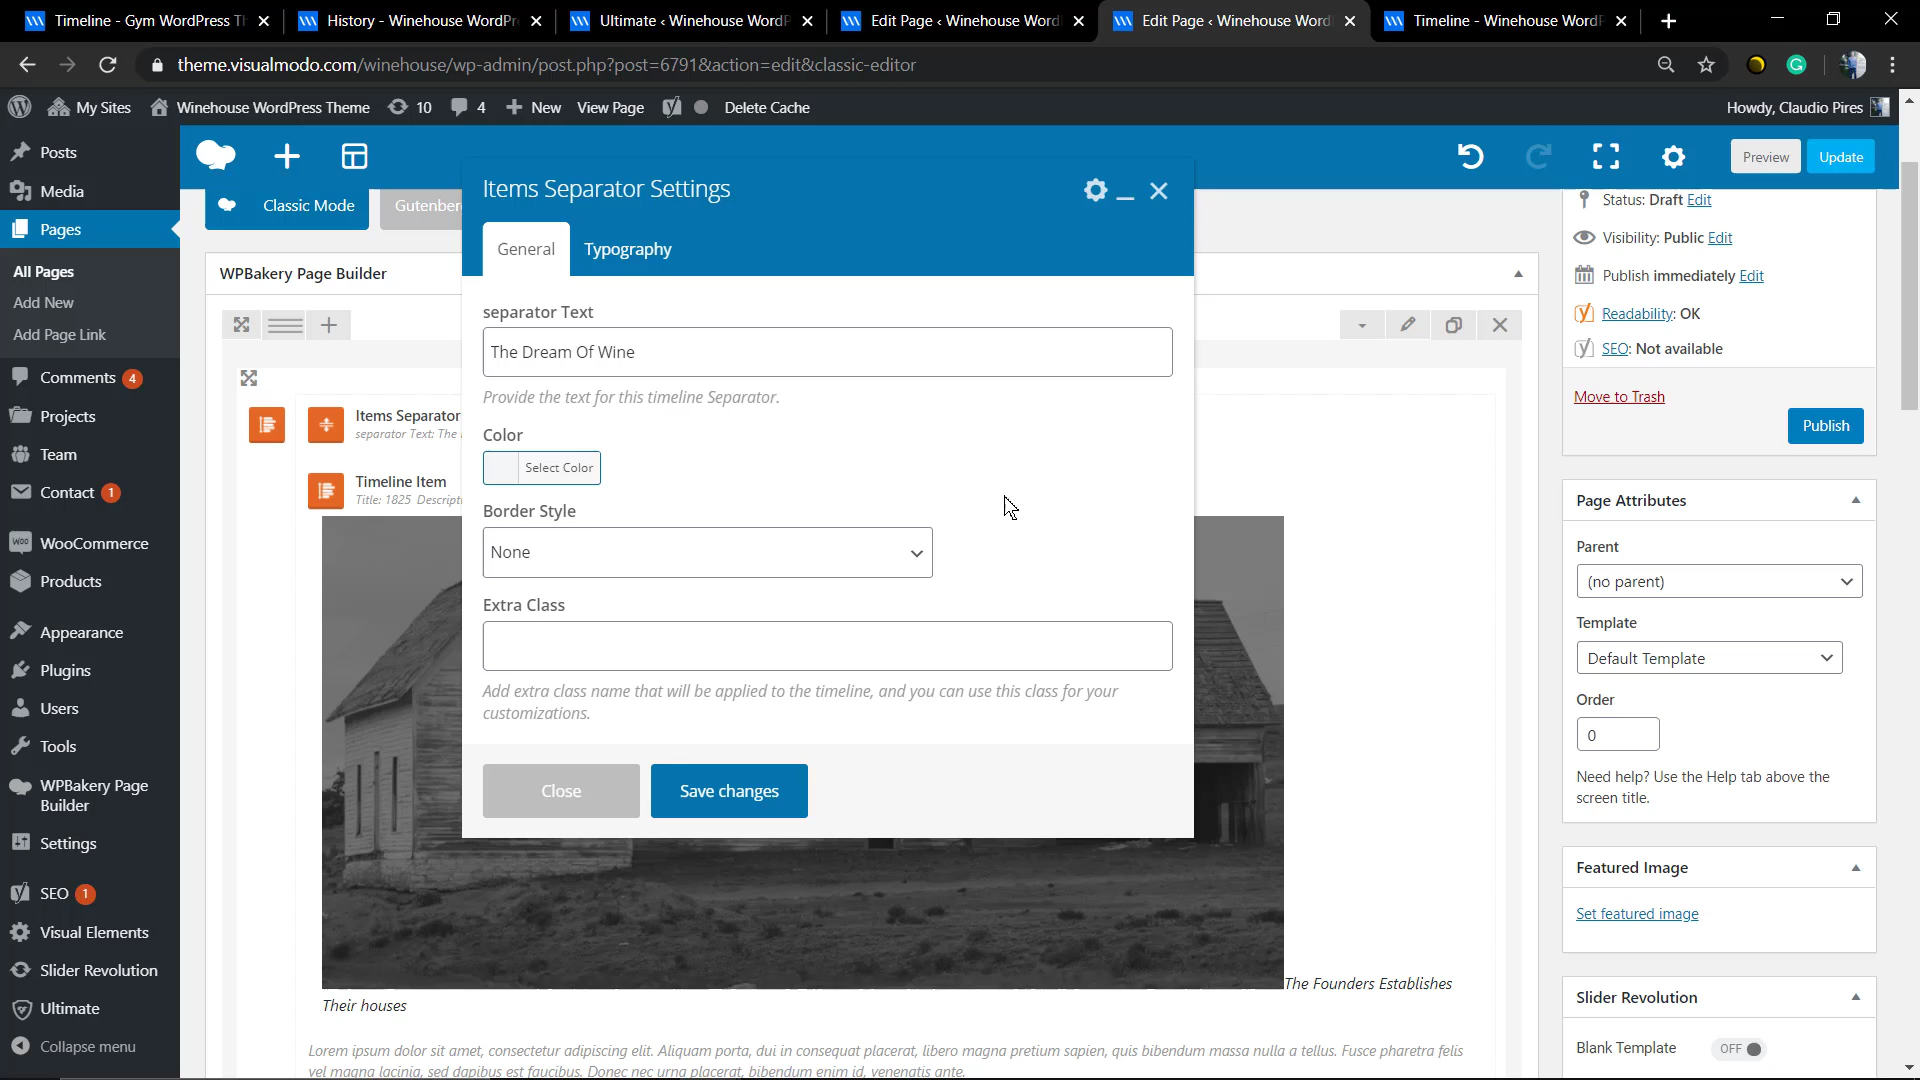 Timeline - Gym WordPress Th
History - Winehouse WordPr
Ultimate ‹ Winehouse WordP
Edit Page ‹ Winehouse Word
Edit Page ‹ Winehouse Word
Timeline - Winehouse WordP
theme.visualmodo.com/winehouse/wp-admin/post.php?post=6791&action=edit&classic-editor
My Sites
Winehouse WordPress Theme
10
4
New
View Page
Delete Cache
Howdy, Claudio Pires
Posts
Media
Pages
All Pages
Add New
Add Page Link
Comments 4
Projects
Team
Contact 1
WooCommerce
Products
Appearance
Plugins
Users
Tools
WPBakery Page
Builder
Settings
SEO 1
Visual Elements
Slider Revolution
Ultimate
Collapse menu
Preview
Update
Classic Mode
Gutenber
WPBakery Page Builder
Items Separator
separator Text: The
Timeline Item
Title: 1825 Descript
The Founders Establishes
Their houses
Lorem ipsum dolor sit amet, consectetur adipiscing elit. Aliquam porta, dui in consequat placerat, libero magna pretium sapien, quis bibendum massa nulla a tellus. Fusce pharetra felis
vel magna lacinia, sed dapibus est faucibus. Donec nec urna placerat, bibendum enim id, venenatis ante.
Items Separator Settings
General
Typography
separator Text
The Dream Of Wine
Provide the text for this timeline Separator.
Color
Select Color
Border Style
None
Extra Class
Add extra class name that will be applied to the timeline, and you can use this class for your
customizations.
Close
Save changes
Status: Draft Edit
Visibility: Public Edit
Publish immediately Edit
Readability: OK
SEO: Not available
Move to Trash
Publish
Page Attributes
Parent
(no parent)
Template
Default Template
Order
0
Need help? Use the Help tab above the
screen title.
Featured Image
Set featured image
Slider Revolution
Blank Template
OFF